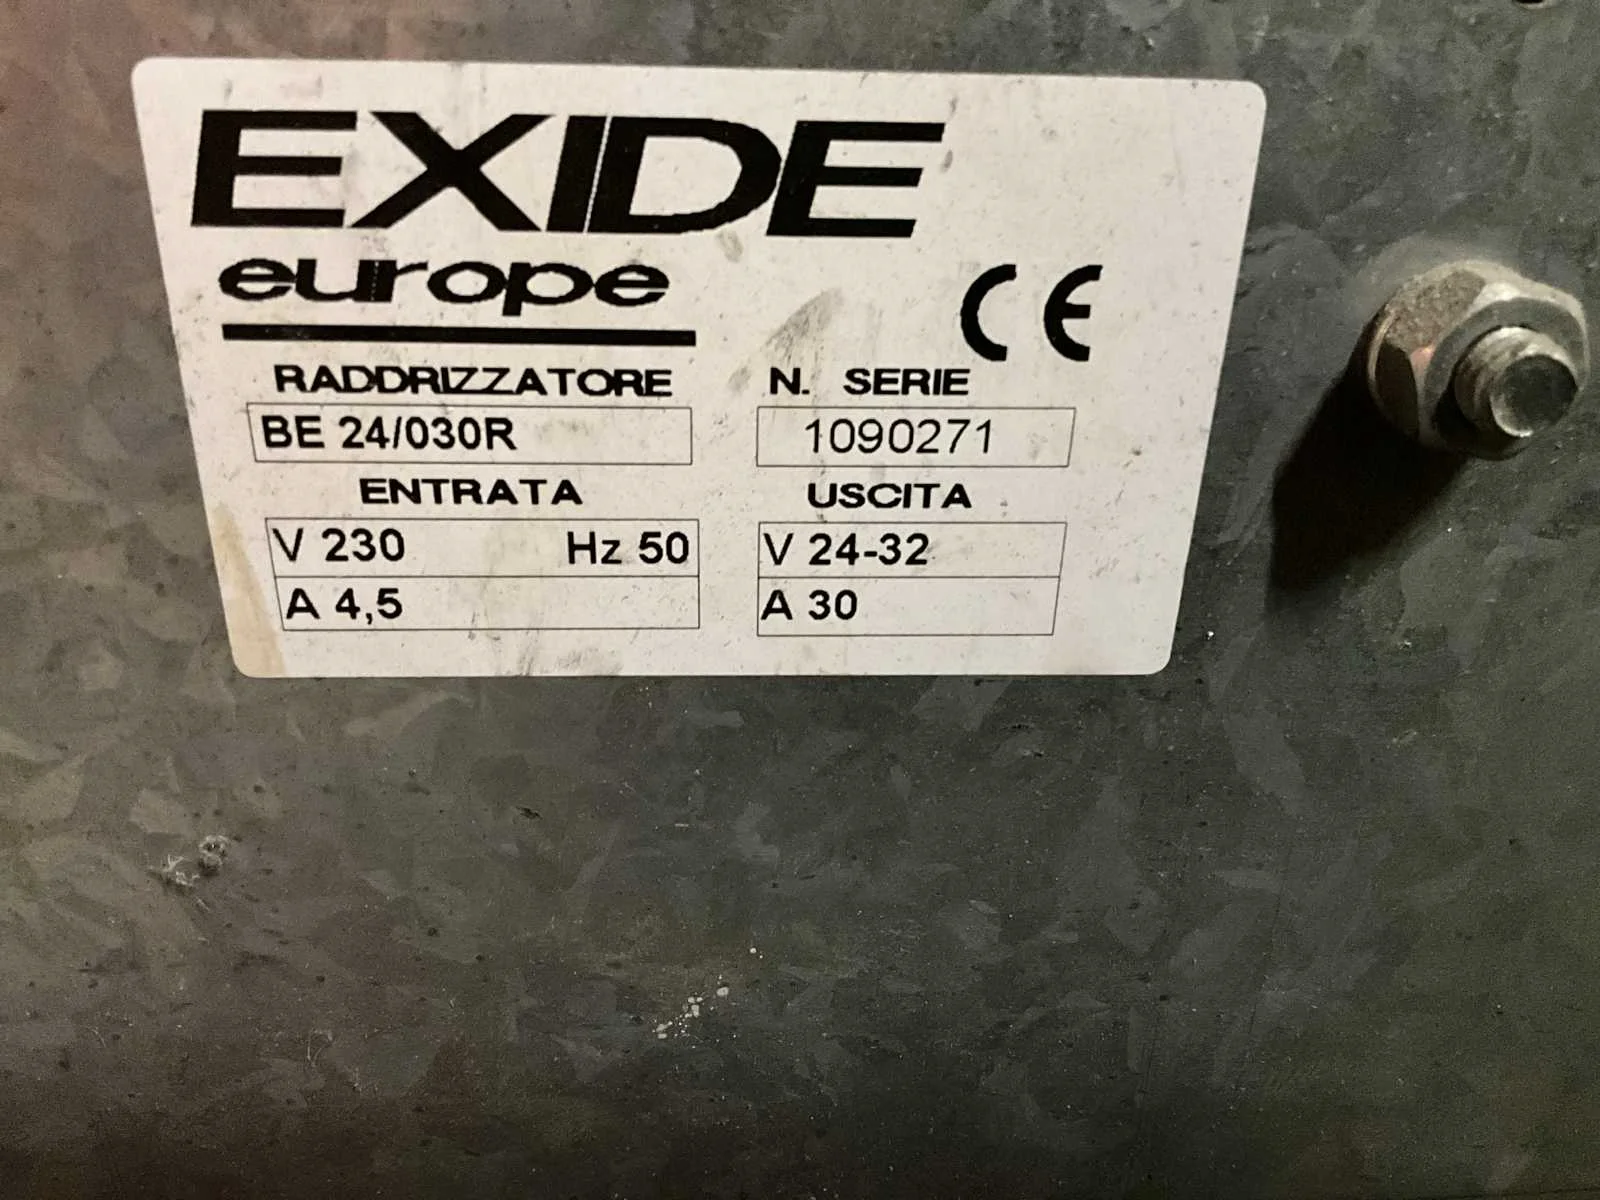 EXIDE
europe
CE
RADDRIZZATORE N. SERIE
BE 24/030R 1090271
ENTRATA USCITA
V 230 Hz 50 V 24-32
A 4,5 A 30